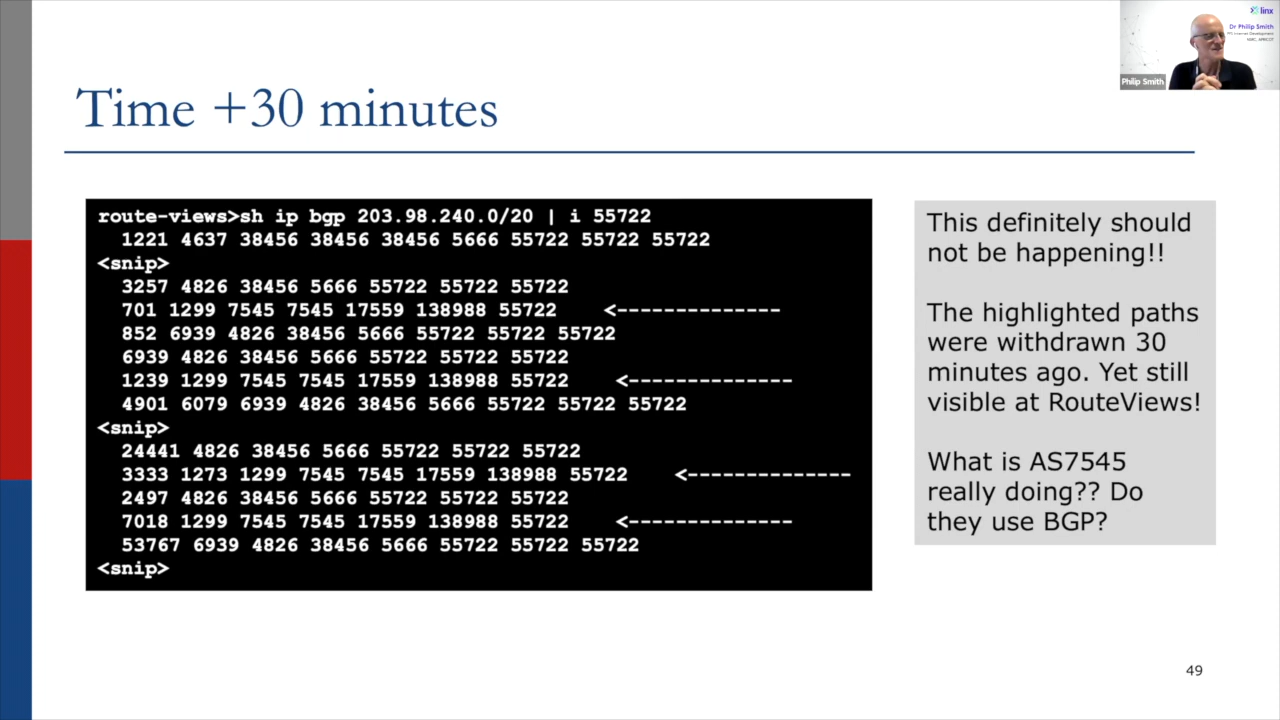 linx
Dr Philip Smith
Philip Smith
Time +30 minutes
route-views>sh ip bgp 203.98.240.0/20 | i 55722
1221 4637 38456 38456 38456 5666 55722 55722 55722
<snip>
3257 4826 38456 5666 55722 55722 55722
701 1299 7545 7545 17559 138988 55722 <--------------
852 6939 4826 38456 5666 55722 55722 55722
6939 4826 38456 5666 55722 55722 55722
1239 1299 7545 7545 17559 138988 55722 <--------------
4901 6079 6939 4826 38456 5666 55722 55722 55722
<snip>
24441 4826 38456 5666 55722 55722 55722
3333 1273 1299 7545 7545 17559 138988 55722 <--------------
2497 4826 38456 5666 55722 55722 55722
7018 1299 7545 7545 17559 138988 55722 <--------------
53767 6939 4826 38456 5666 55722 55722 55722
<snip>
This definitely should
not be happening!!
The highlighted paths
were withdrawn 30
minutes ago. Yet still
visible at RouteViews!
What is AS7545
really doing?? Do
they use BGP?
49